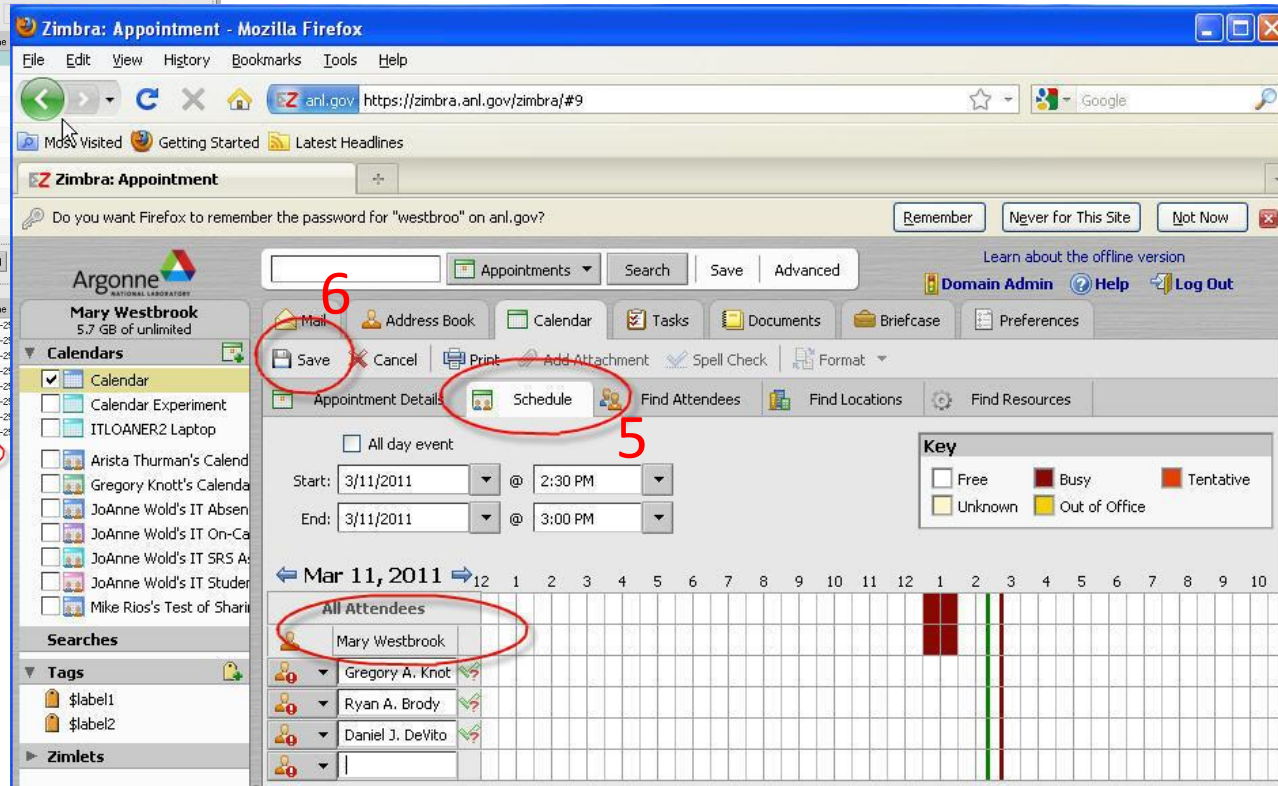 Zimbra: Appointment - Mozilla Firefox
File Edit View History Bookmarks Tools Help
anl.gov https://zimbra.anl.gov/zimbra/#9 Google
Most Visited Getting Started Latest Headlines
Zimbra: Appointment
Do you want Firefox to remember the password for "westbroo" on anl.gov? Remember Never for This Site Not Now
Learn about the offline version
Argonne Appointments Search Save Advanced
NATIONAL LABORATORY
Domain Admin Help Log Out
6
Mary Westbrook
5.7 GB of unlimited
Mail Address Book Calendar Tasks Documents Briefcase Preferences
Calendars
Save Cancel Print Add Attachment Spell Check Format
Calendar
Appointment Details Schedule Find Attendees Find Locations Find Resources
5
Calendar Experiment
ITLOANER2 Laptop
Arista Thurman's Calend
Gregory Knott's Calenda
JoAnne Wold's IT Absen
JoAnne Wold's IT On-Ca
JoAnne Wold's IT SRS A
JoAnne Wold's IT Studer
Mike Rios's Test of Sharin
Searches
Tags
$label1
$label2
Zimlets
All day event
Start: 3/11/2011 @ 2:30 PM
End: 3/11/2011 @ 3:00 PM
Key
Free Busy Tentative
Unknown Out of Office
Mar 11, 2011 12 1 2 3 4 5 6 7 8 9 10 11 12 1 2 3 4 5 6 7 8 9 10
All Attendees
Mary Westbrook
Gregory A. Knot
Ryan A. Brody
Daniel J. DeVito